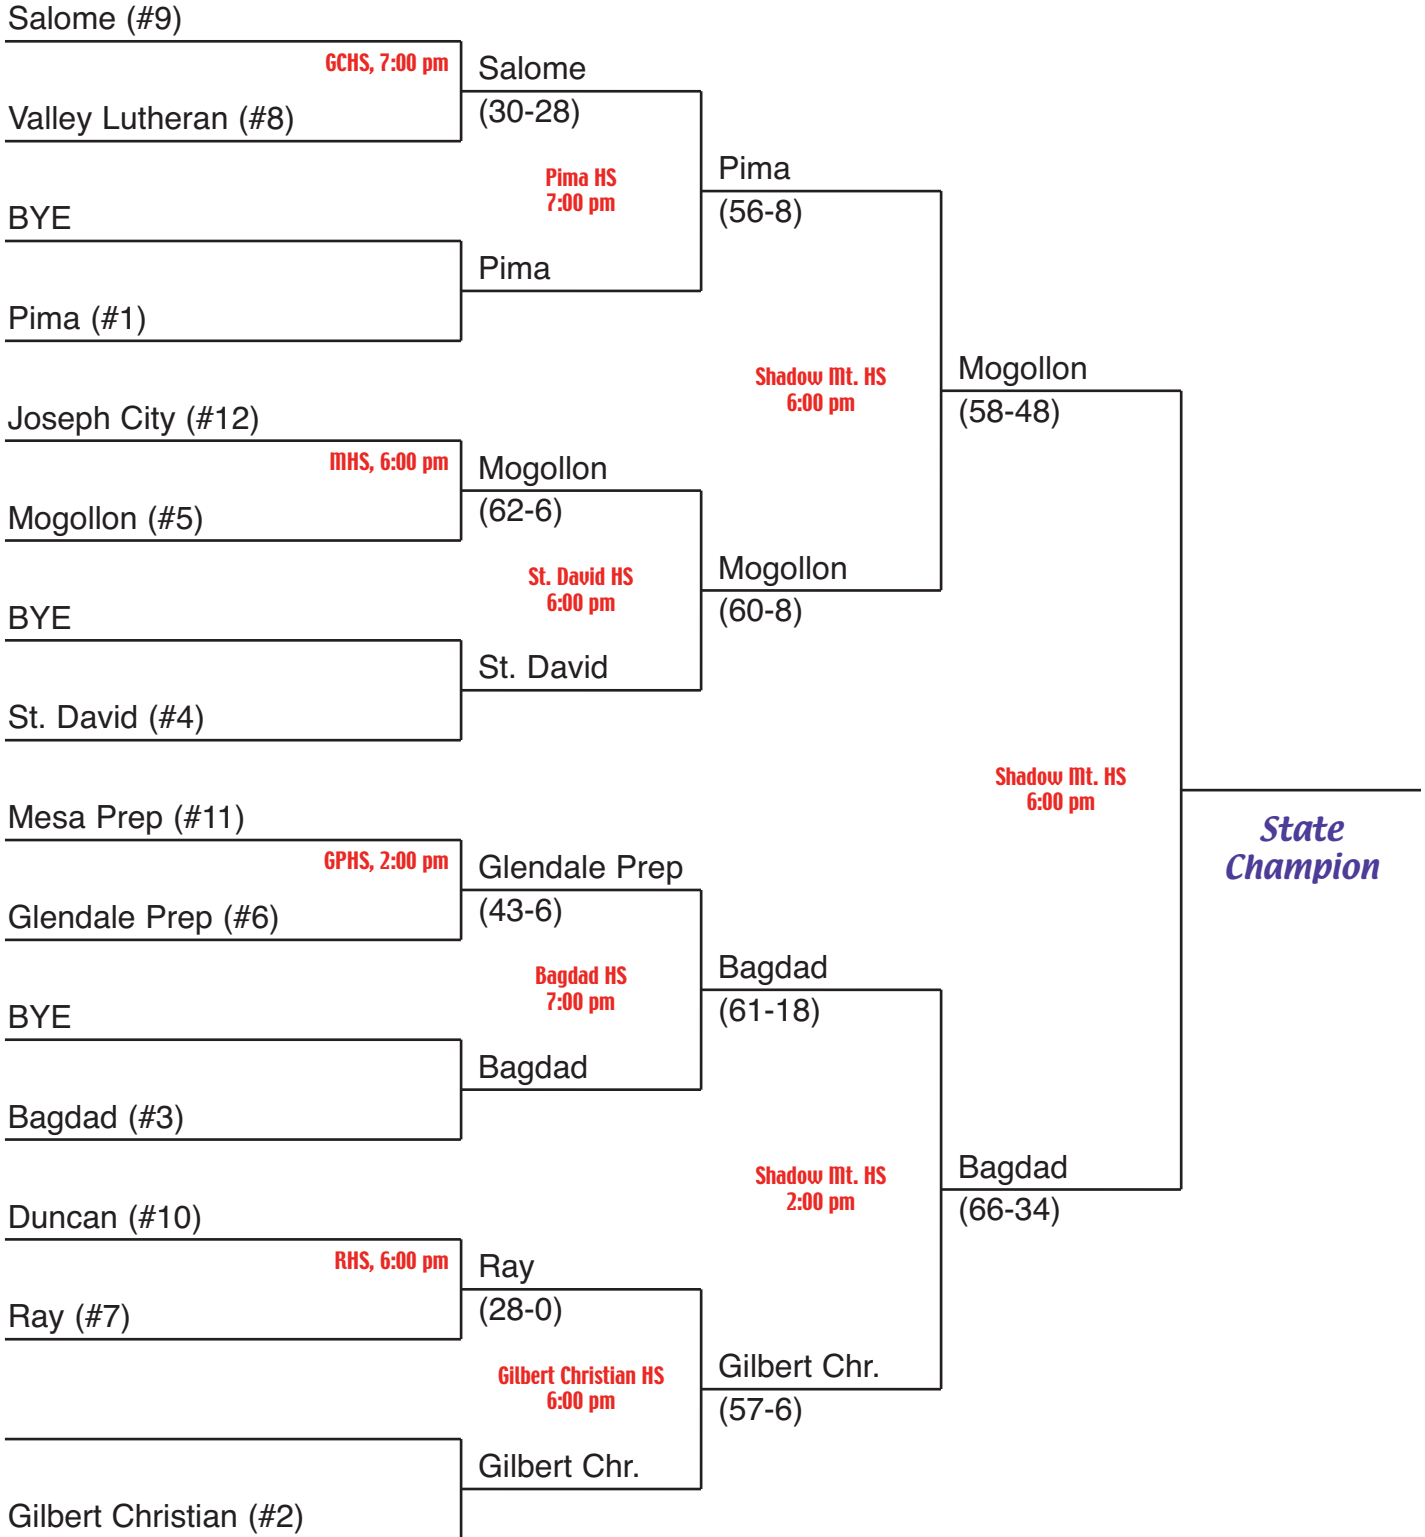 Salome (#9)
GCHS, 7:00 pm
Valley Lutheran (#8)
Salome
(30-28)
BYE
Pima (#1)
Pima HS
7:00 pm
Pima
Pima
(56-8)
Joseph City (#12)
MHS, 6:00 pm
Mogollon (#5)
Mogollon
(62-6)
BYE
St. David (#4)
St. David HS
6:00 pm
St. David
Mogollon
(60-8)
Shadow Mt. HS
6:00 pm
Mogollon
(58-48)
Mesa Prep (#11)
GPHS, 2:00 pm
Glendale Prep (#6)
Glendale Prep
(43-6)
BYE
Bagdad (#3)
Bagdad HS
7:00 pm
Bagdad
Bagdad
(61-18)
Duncan (#10)
RHS, 6:00 pm
Ray (#7)
Ray
(28-0)
Gilbert Christian (#2)
Gilbert Christian HS
6:00 pm
Gilbert Chr.
Gilbert Chr.
(57-6)
Shadow Mt. HS
2:00 pm
Bagdad
(66-34)
Shadow Mt. HS
6:00 pm
State
Champion